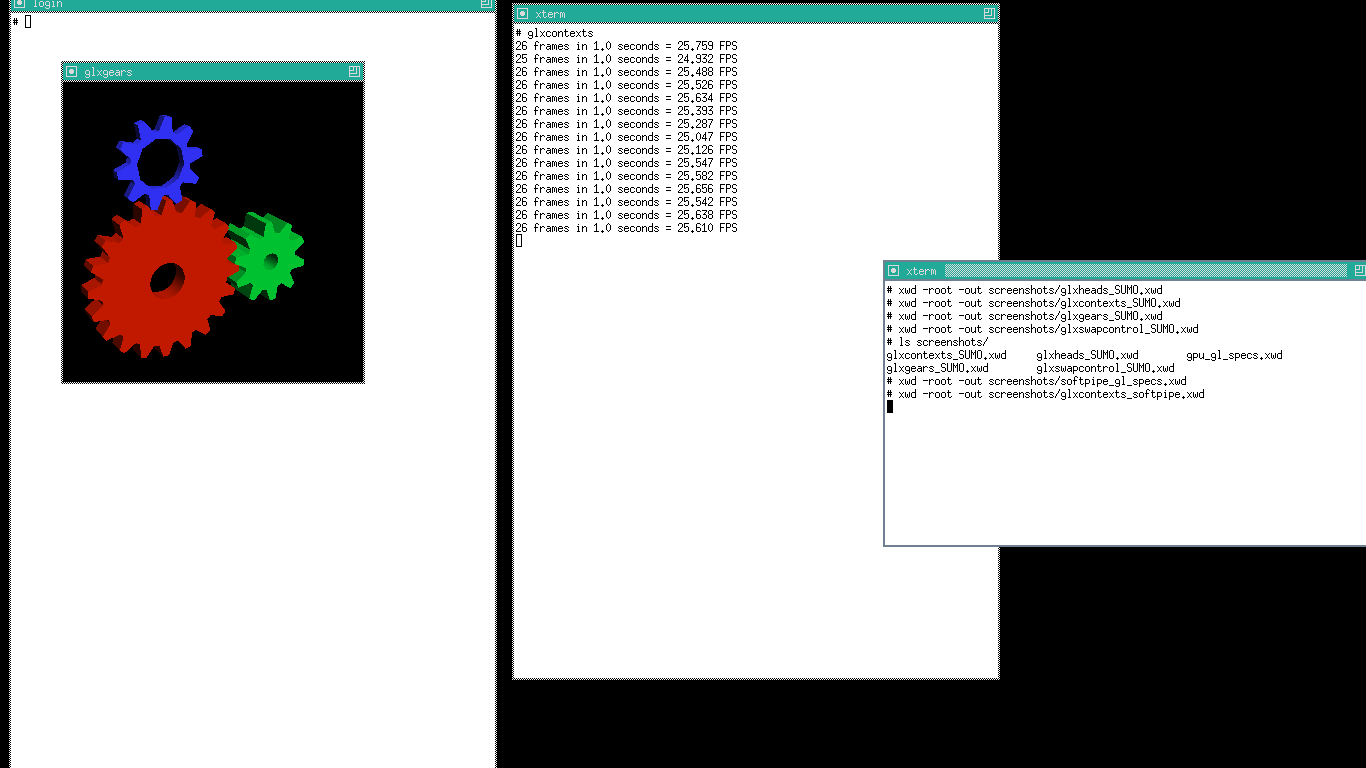 login
#
glxgears
xterm
# glxcontexts
26 frames in 1.0 seconds = 25.759 FPS
25 frames in 1.0 seconds = 24.932 FPS
26 frames in 1.0 seconds = 25.488 FPS
26 frames in 1.0 seconds = 25.526 FPS
26 frames in 1.0 seconds = 25.634 FPS
26 frames in 1.0 seconds = 25.393 FPS
26 frames in 1.0 seconds = 25.287 FPS
26 frames in 1.0 seconds = 25.047 FPS
26 frames in 1.0 seconds = 25.126 FPS
26 frames in 1.0 seconds = 25.547 FPS
26 frames in 1.0 seconds = 25.582 FPS
26 frames in 1.0 seconds = 25.656 FPS
26 frames in 1.0 seconds = 25.542 FPS
26 frames in 1.0 seconds = 25.638 FPS
26 frames in 1.0 seconds = 25.610 FPS
xterm
# xwd -root -out screenshots/glxheads_SUMO.xwd
# xwd -root -out screenshots/glxcontexts_SUMO.xwd
# xwd -root -out screenshots/glxgears_SUMO.xwd
# xwd -root -out screenshots/glxswapcontrol_SUMO.xwd
# ls screenshots/
glxcontexts_SUMO.xwd glxheads_SUMO.xwd gpu_gl_specs.xwd
glxgears_SUMO.xwd glxswapcontrol_SUMO.xwd
# xwd -root -out screenshots/softpipe_gl_specs.xwd
# xwd -root -out screenshots/glxcontexts_softpipe.xwd